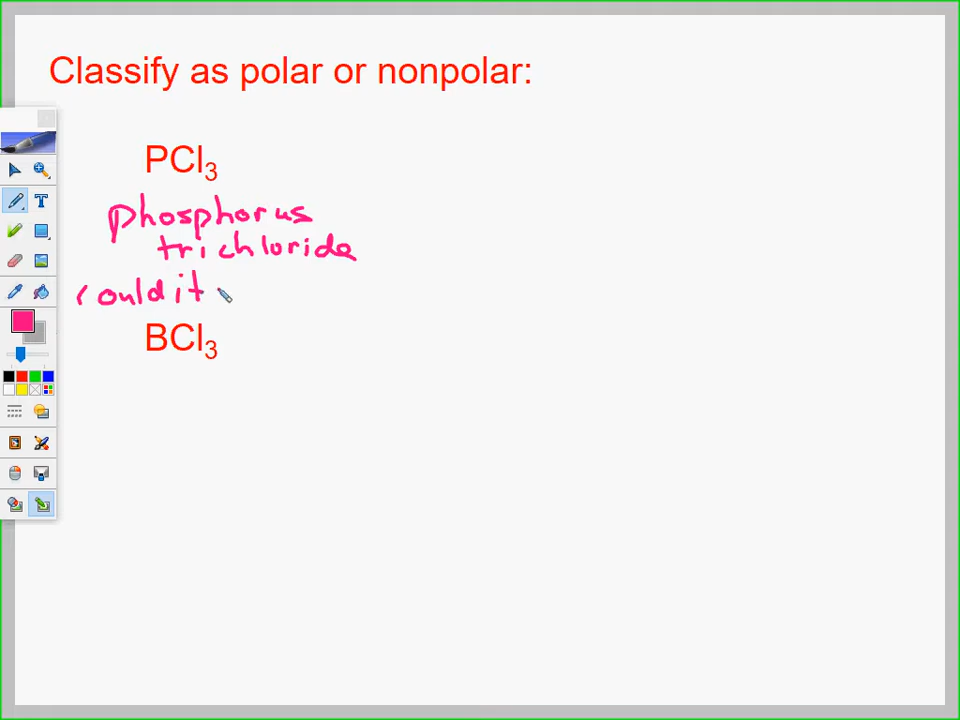 Classify as polar or nonpolar:
PCl₃
phosphorus
trichloride
could it
BCl₃